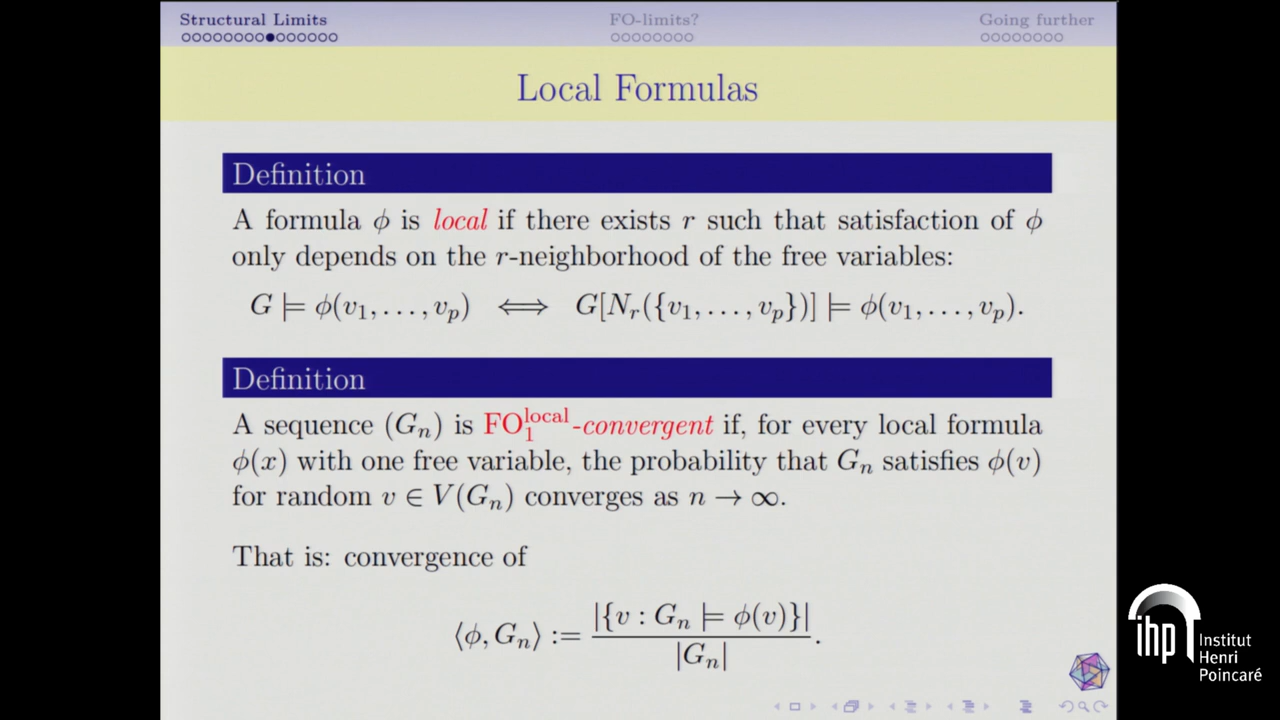 Structural Limits
FO-limits?
Going further
Local Formulas
Definition
A formula ϕ is local if there exists r such that satisfaction of ϕ
only depends on the r-neighborhood of the free variables:
G ⊨ ϕ(v₁, . . . , vₚ) ⟺ G[Nᵣ({v₁, . . . , vₚ})] ⊨ ϕ(v₁, . . . , vₚ).
Definition
A sequence (Gₙ) is FO₁^local-convergent if, for every local formula
ϕ(x) with one free variable, the probability that Gₙ satisfies ϕ(v)
for random v ∈ V(Gₙ) converges as n → ∞.
That is: convergence of
⟨ϕ, Gₙ⟩ := |{v : Gₙ ⊨ ϕ(v)}| / |Gₙ| .
ihp
Institut
Henri
Poincaré